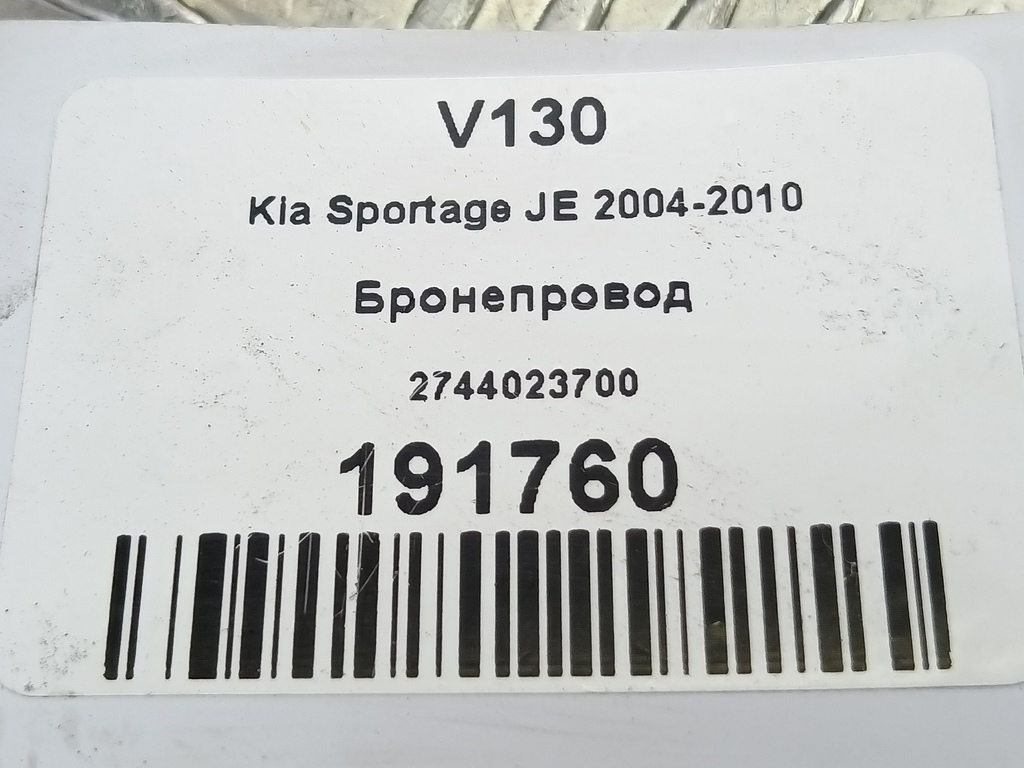 V130
Kia Sportage JE 2004-2010
Бронепровод
2744023700
191760